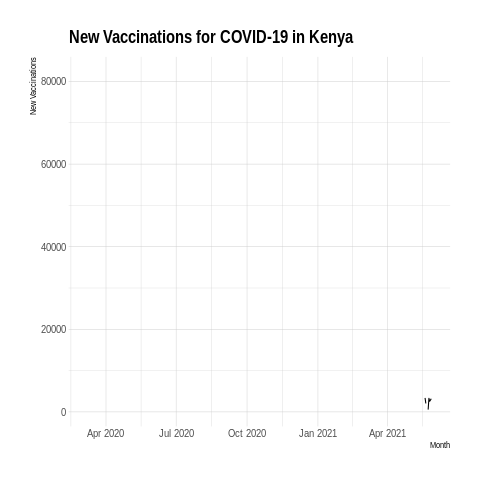 New Vaccinations for COVID-19 in Kenya
New Vaccinations
80000
60000
40000
20000
0
Apr 2020 Jul 2020 Oct 2020 Jan 2021 Apr 2021
Month